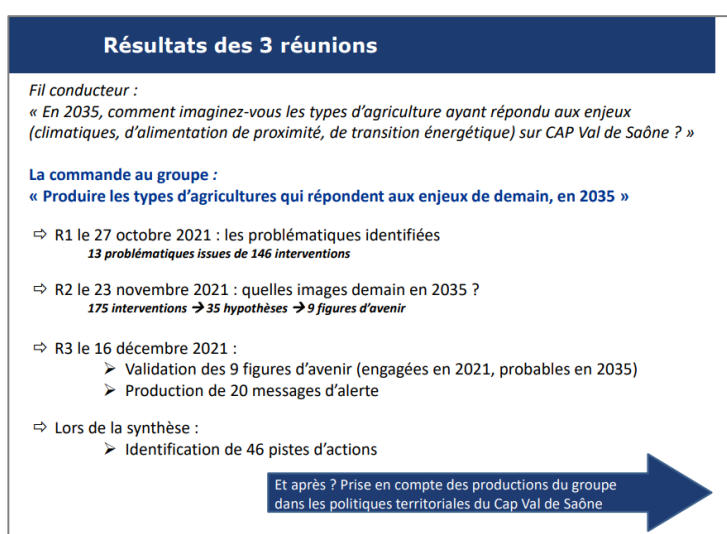 Résultats des 3 réunions
Fil conducteur :
« En 2035, comment imaginez-vous les types d’agriculture ayant répondu aux enjeux
(climatiques, d’alimentation de proximité, de transition énergétique) sur CAP Val de Saône ? »
La commande au groupe :
« Produire les types d’agricultures qui répondent aux enjeux de demain, en 2035 »
⇨ R1 le 27 octobre 2021 : les problématiques identifiées
13 problématiques issues de 146 interventions
⇨ R2 le 23 novembre 2021 : quelles images demain en 2035 ?
175 interventions → 35 hypothèses → 9 figures d’avenir
⇨ R3 le 16 décembre 2021 :
➢ Validation des 9 figures d’avenir (engagées en 2021, probables en 2035)
➢ Production de 20 messages d’alerte
⇨ Lors de la synthèse :
➢ Identification de 46 pistes d’actions
Et après ? Prise en compte des productions du groupe
dans les politiques territoriales du Cap Val de Saône